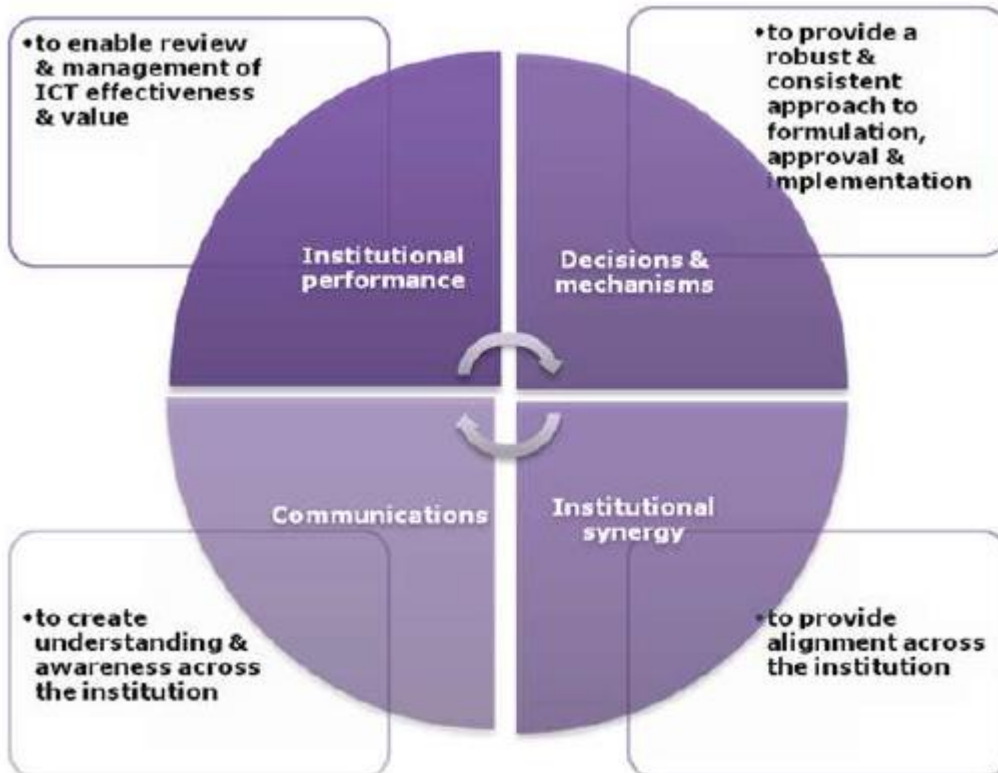 •to enable review
& management of
ICT effectiveness
& value
•to provide a
robust &
consistent
approach to
formulation,
approval &
implementation
Institutional
performance
Decisions &
mechanisms
Communications
Institutional
synergy
•to create
understanding &
awareness across
the institution
•to provide
alignment across
the institution